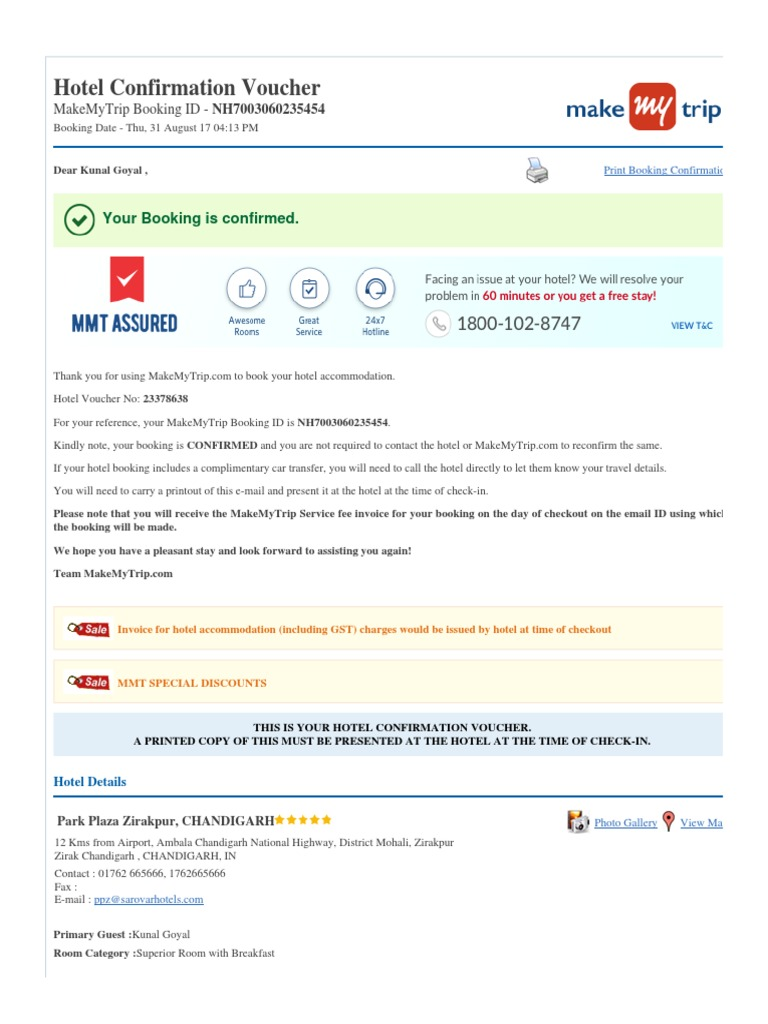 Hotel Confirmation Voucher
MakeMyTrip Booking ID - NH7003060235454
Booking Date - Thu, 31 August 17 04:13 PM
make my trip
Dear Kunal Goyal ,
Print Booking Confirmatio
Your Booking is confirmed.
MMT ASSURED
Awesome
Rooms
Great
Service
24x7
Hotline
Facing an issue at your hotel? We will resolve your
problem in 60 minutes or you get a free stay!
1800-102-8747
VIEW T&C
Thank you for using MakeMyTrip.com to book your hotel accommodation.
Hotel Voucher No: 23378638
For your reference, your MakeMyTrip Booking ID is NH7003060235454.
Kindly note, your booking is CONFIRMED and you are not required to contact the hotel or MakeMyTrip.com to reconfirm the same.
If your hotel booking includes a complimentary car transfer, you will need to call the hotel directly to let them know your travel details.
You will need to carry a printout of this e-mail and present it at the hotel at the time of check-in.
Please note that you will receive the MakeMyTrip Service fee invoice for your booking on the day of checkout on the email ID using which
the booking will be made.
We hope you have a pleasant stay and look forward to assisting you again!
Team MakeMyTrip.com
Sale Invoice for hotel accommodation (including GST) charges would be issued by hotel at time of checkout
Sale MMT SPECIAL DISCOUNTS
THIS IS YOUR HOTEL CONFIRMATION VOUCHER.
A PRINTED COPY OF THIS MUST BE PRESENTED AT THE HOTEL AT THE TIME OF CHECK-IN.
Hotel Details
Park Plaza Zirakpur, CHANDIGARH
Photo Gallery View Ma
12 Kms from Airport, Ambala Chandigarh National Highway, District Mohali, Zirakpur
Zirak Chandigarh , CHANDIGARH, IN
Contact : 01762 665666, 1762665666
Fax :
E-mail : ppz@sarovarhotels.com
Primary Guest :Kunal Goyal
Room Category :Superior Room with Breakfast